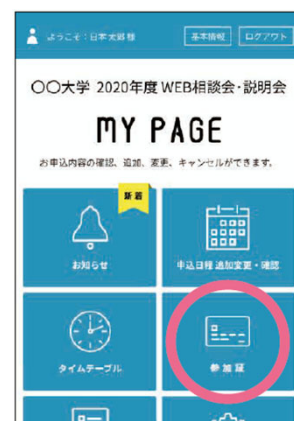 ようこそ：日本太郎 様
基本情報
ログアウト
〇〇大学 2020年度 WEB相談会・説明会
MY PAGE
お申込内容の確認、追加、変更、キャンセルができます。
新着
お知らせ
申込日程 追加変更・確認
タイムテーブル
参加証